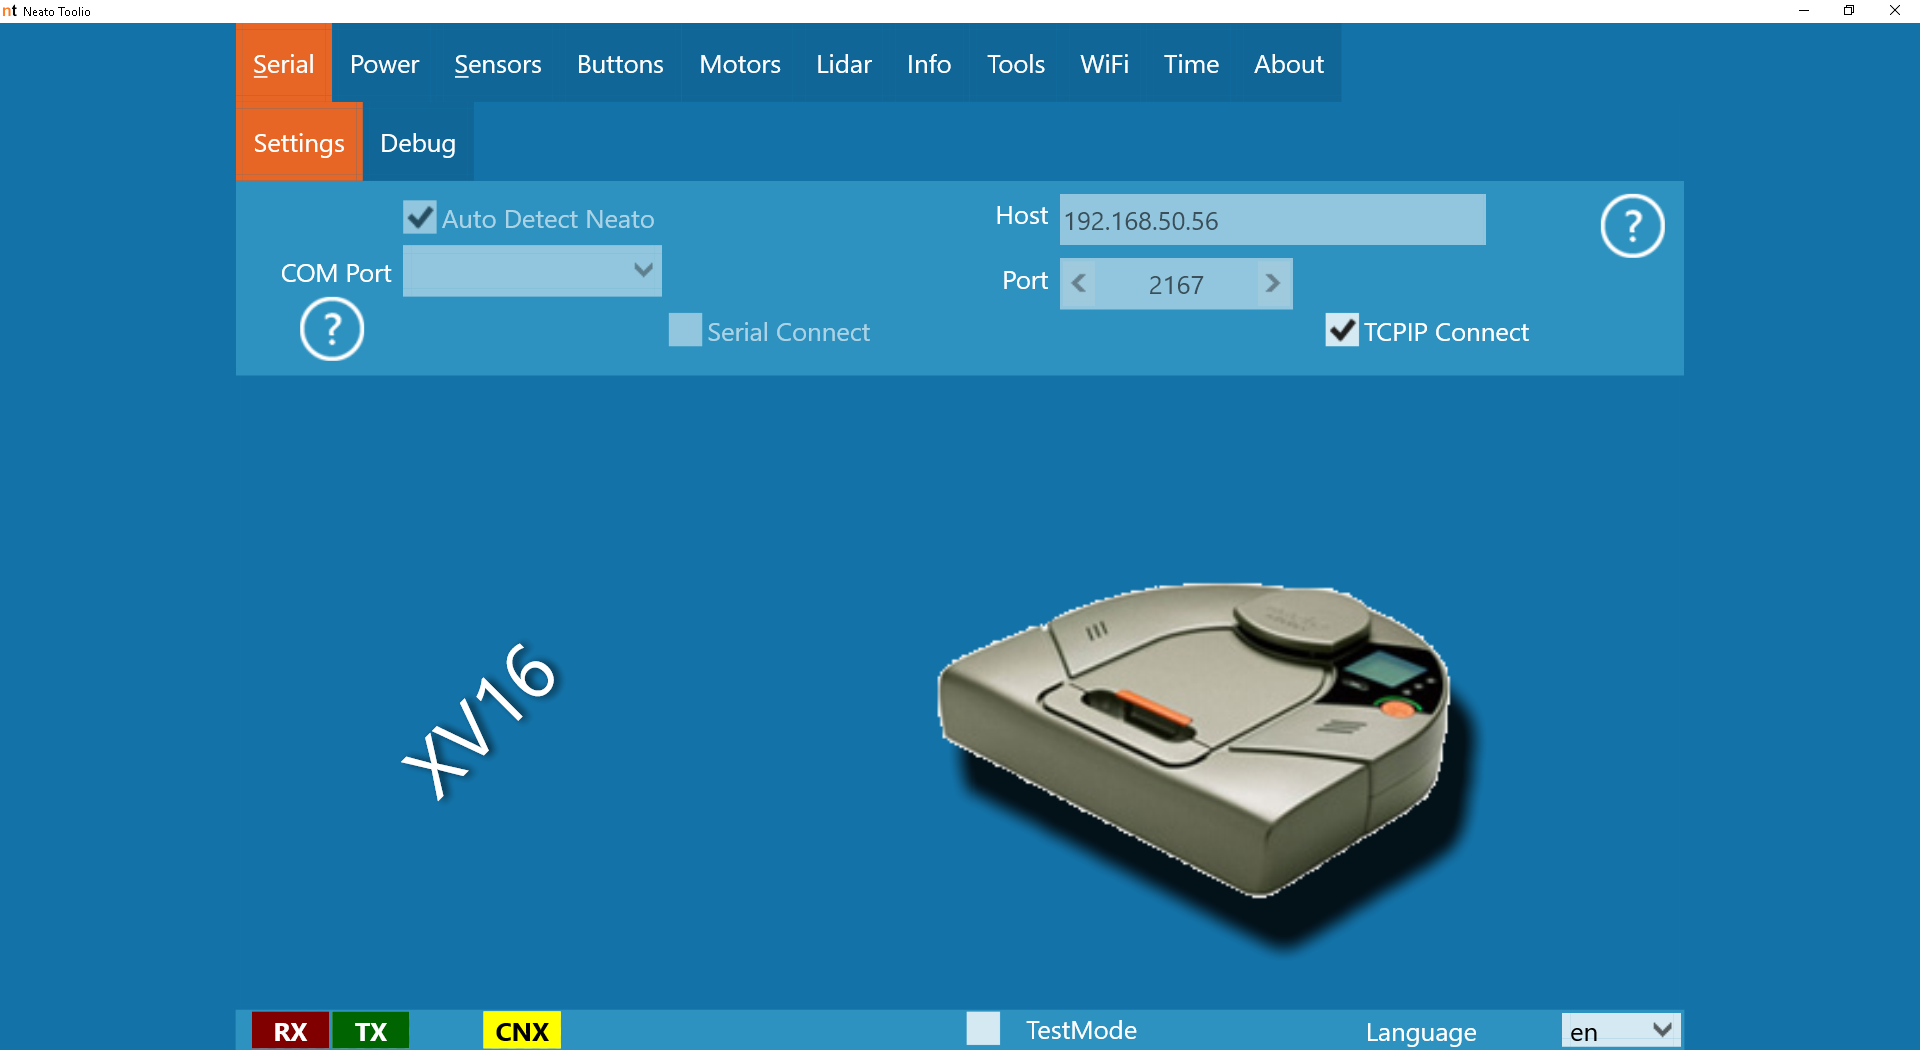 nt Neato Toolio
Serial Power Sensors Buttons Motors Lidar Info Tools WiFi Time About
Settings Debug
Auto Detect Neato
COM Port
?
Serial Connect
Host 192.168.50.56
Port 2167
TCPIP Connect
?
XV16
RX TX CNX TestMode Language en